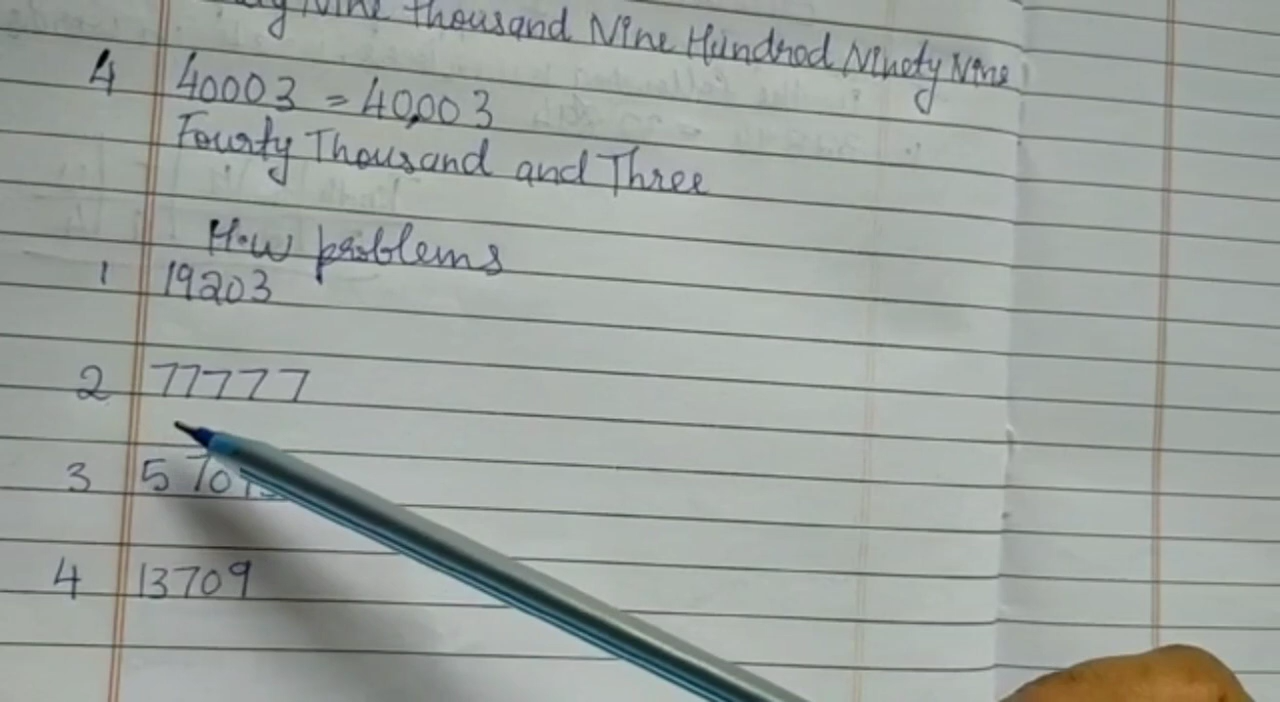 Nine Thousand Nine Hundred Ninety Nine
4 40003 = 40,003
Fourty Thousand and Three
H.W problems
1 19203
2 77777
3
4 13709